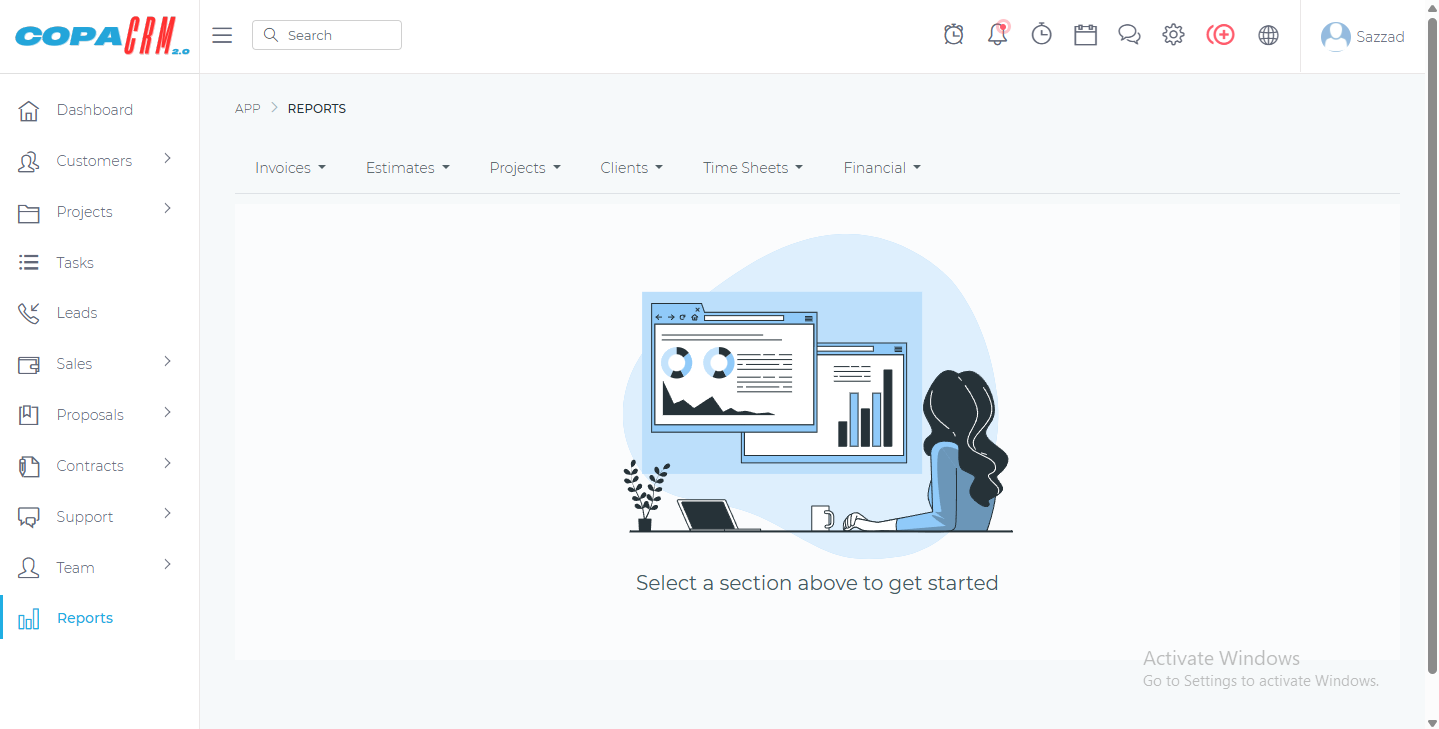 COPACRM 2.0
Search
Sazzad
Dashboard
Customers
Projects
Tasks
Leads
Sales
Proposals
Contracts
Support
Team
Reports
APP > REPORTS
Invoices Estimates Projects Clients Time Sheets Financial
Select a section above to get started
Activate Windows
Go to Settings to activate Windows.